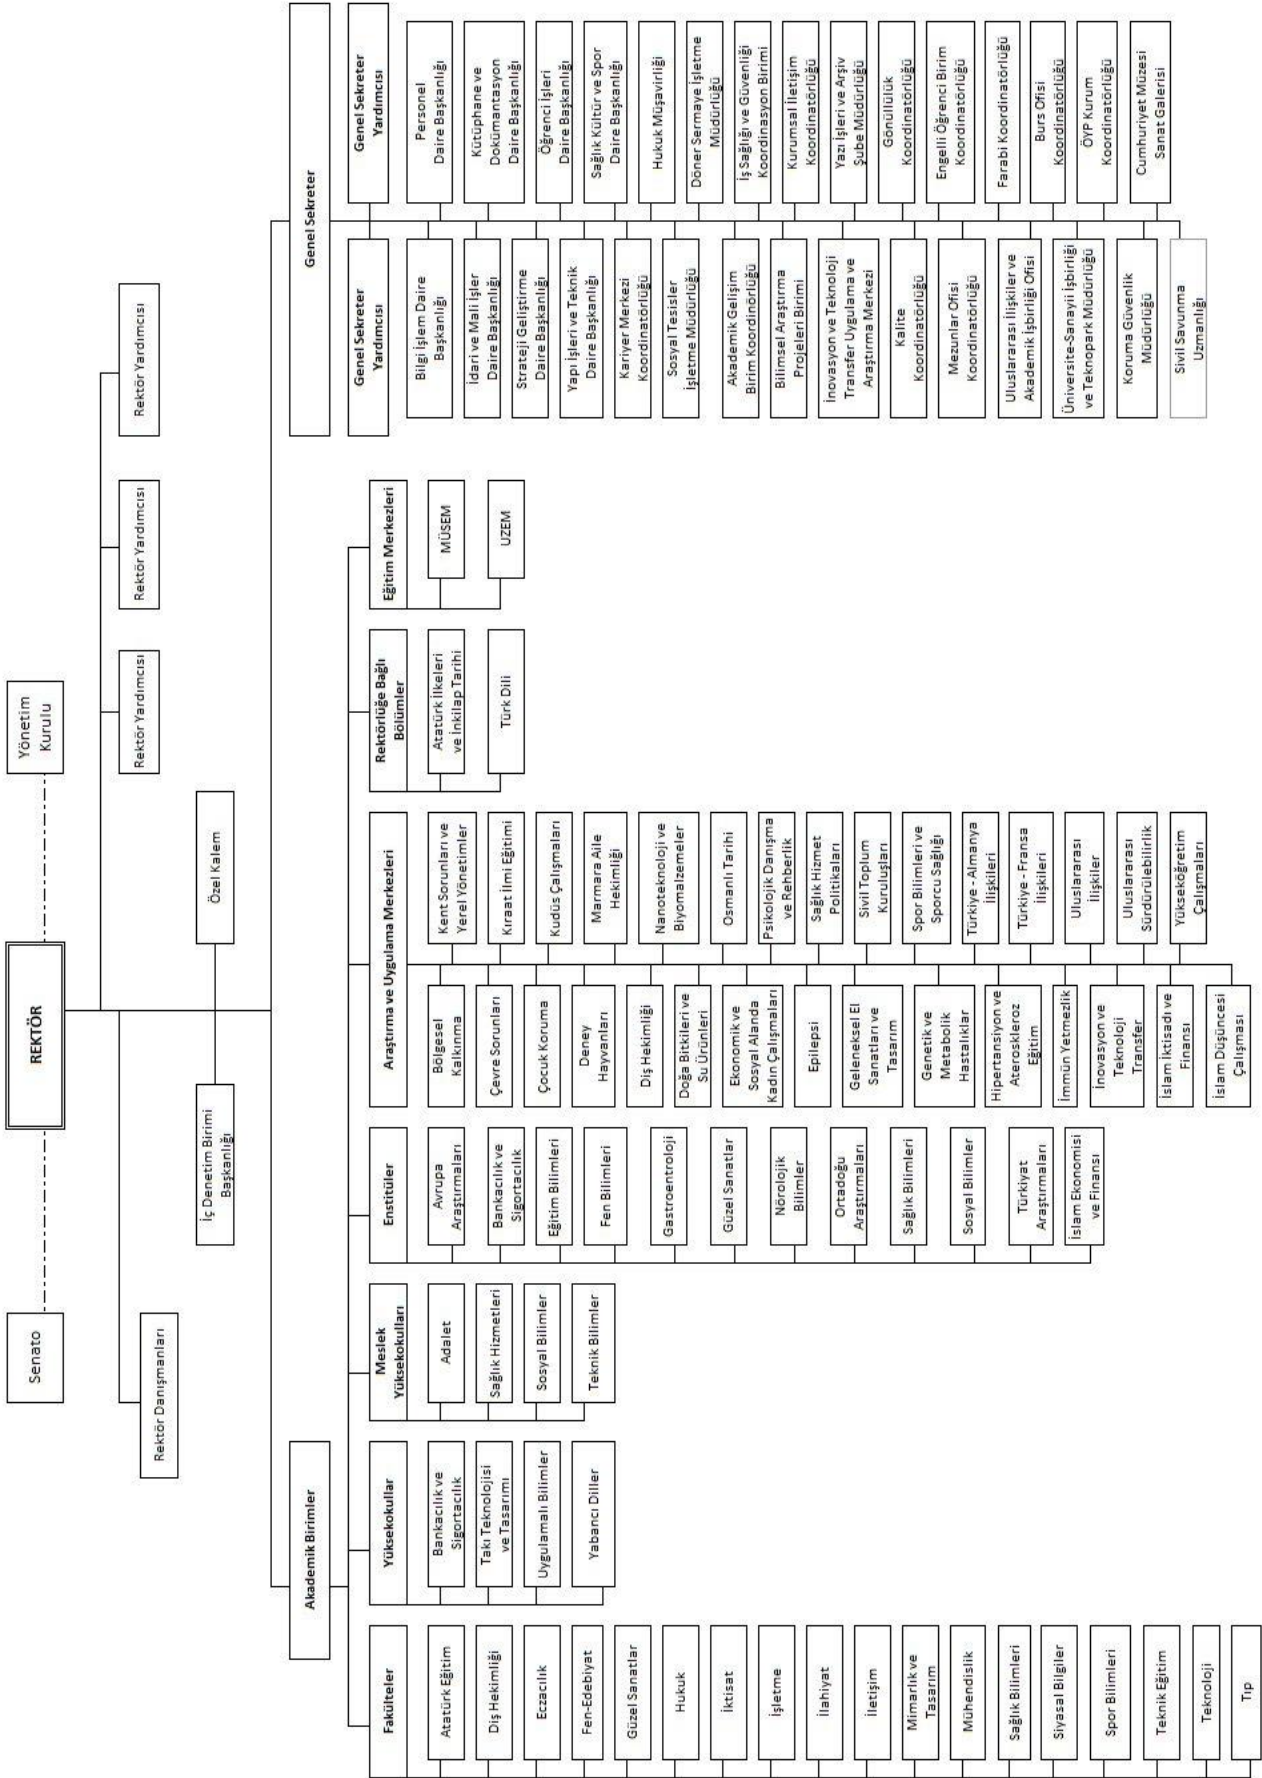 Senato
REKTÖR
Yönetim
Kurulu
Rektör Danışmanları
Rektör Yardımcısı
Rektör Yardımcısı
Rektör Yardımcısı
İç Denetim Birimi
Başkanlığı
Özel Kalem
Akademik Birimler
Genel Sekreter
Fakülteler
Atatürk Eğitim
Diş Hekimliği
Eczacılık
Fen-Edebiyat
Güzel Sanatlar
Hukuk
İktisat
İşletme
İlahiyat
İletişim
Mimarlık ve
Tasarım
Mühendislik
Sağlık Bilimleri
Siyasal Bilgiler
Spor Bilimleri
Teknik Eğitim
Teknoloji
Tıp
Yüksekokullar
Bankacılık ve
Sigortacılık
Takı Teknolojisi
ve Tasarımı
Uygulamalı Bilimler
Yabancı Diller
Meslek
Yüksekokulları
Adalet
Sağlık Hizmetleri
Sosyal Bilimler
Teknik Bilimler
Enstitüler
Avrupa
Araştırmaları
Bankacılık ve
Sigortacılık
Eğitim Bilimleri
Fen Bilimleri
Gastroentroloji
Güzel Sanatlar
Nörolojik
Bilimler
Ortadoğu
Araştırmaları
Sağlık Bilimleri
Sosyal Bilimler
Türkiyat
Araştırmaları
İslam Ekonomisi
ve Finansı
Araştırma ve Uygulama Merkezleri
Bölgesel
Kalkınma
Çevre Sorunları
Çocuk Koruma
Deney
Hayvanları
Diş Hekimliği
Doğa Bitkileri ve
Su Ürünleri
Ekonomik ve
Sosyal Alanda
Kadın Çalışmaları
Epilepsi
Geleneksel El
Sanatları ve
Tasarım
Genetik ve
Metabolik
Hastalıklar
Hipertansiyon ve
Ateroskleroz
Eğitim
İmmün Yetmezlik
İnovasyon ve
Teknoloji
Transfer
İslam İktisadı ve
Finansı
İslam Düşüncesi
Çalışması
Kent Sorunları ve
Yerel Yönetimler
Kıraat İlmi Eğitimi
Kudüs Çalışmaları
Marmara Aile
Hekimliği
Nanoteknoloji ve
Biyomalzemeler
Osmanlı Tarihi
Psikolojik Danışma
ve Rehberlik
Sağlık Hizmet
Politikaları
Sivil Toplum
Kuruluşları
Spor Bilimleri ve
Sporcu Sağlığı
Türkiye - Almanya
İlişkileri
Türkiye - Fransa
İlişkileri
Uluslararası
İlişkiler
Uluslararası
Sürdürülebilirlik
Yükseköğretim
Çalışmaları
Rektörlüğe Bağlı
Bölümler
Atatürk İlkeleri
ve İnkilap Tarihi
Türk Dili
Eğitim Merkezleri
MÜSEM
UZEM
Genel Sekreter
Yardımcısı
Bilgi İşlem Daire
Başkanlığı
İdari ve Mali İşler
Daire Başkanlığı
Strateji Geliştirme
Daire Başkanlığı
Yapı İşleri ve Teknik
Daire Başkanlığı
Kariyer Merkezi
Koordinatörlüğü
Sosyal Tesisler
İşletme Müdürlüğü
Akademik Gelişim
Birim Koordinörlüğü
Bilimsel Araştırma
Projeleri Birimi
İnovasyon ve Teknoloji
Transfer Uygulama ve
Araştırma Merkezi
Kalite
Koordinatörlüğü
Mezunlar Ofisi
Koordinatörlüğü
Uluslararası İlişkiler ve
Akademik İşbirliği Ofisi
Üniversite-Sanayii İşbirliği
ve Teknopark Müdürlüğü
Koruma Güvenlik
Müdürlüğü
Sivil Savunma
Uzmanlığı
Genel Sekreter
Yardımcısı
Personel
Daire Başkanlığı
Kütüphane ve
Dokümantasyon
Daire Başkanlığı
Öğrenci İşleri
Daire Başkanlığı
Sağlık Kültür ve Spor
Daire Başkanlığı
Hukuk Müşavirliği
Döner Sermaye İşletme
Müdürlüğü
İş Sağlığı ve Güvenliği
Koordinasyon Birimi
Kurumsal İletişim
Koordinatörlüğü
Yazı İşleri ve Arşiv
Şube Müdürlüğü
Gönüllülük
Koordinatörlüğü
Engelli Öğrenci Birim
Koordinatörlüğü
Farabi Koordinatörlüğü
Burs Ofisi
Koordinatörlüğü
ÖYP Kurum
Koordinatörlüğü
Cumhuriyet Müzesi
Sanat Galerisi